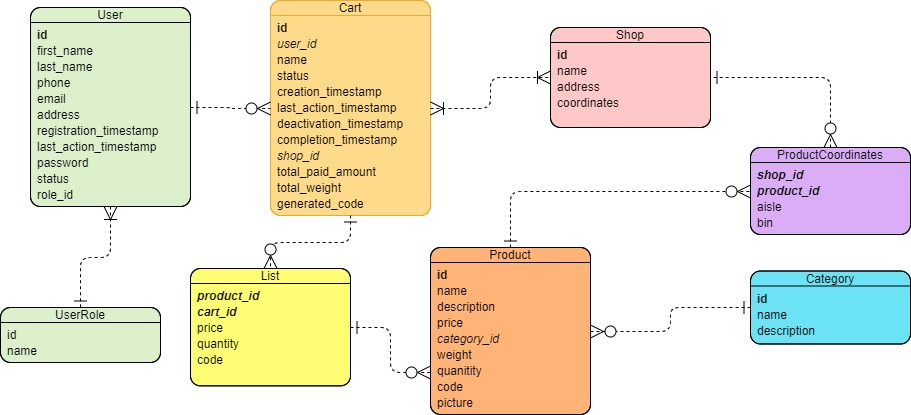 User
id
first_name
last_name
phone
email
address
registration_timestamp
last_action_timestamp
password
status
role_id
Cart
id
user_id
name
status
creation_timestamp
last_action_timestamp
deactivation_timestamp
completion_timestamp
shop_id
total_paid_amount
total_weight
generated_code
Shop
id
name
address
coordinates
ProductCoordinates
shop_id
product_id
aisle
bin
UserRole
id
name
List
product_id
cart_id
price
quantity
code
Product
id
name
description
price
category_id
weight
quanitity
code
picture
Category
id
name
description